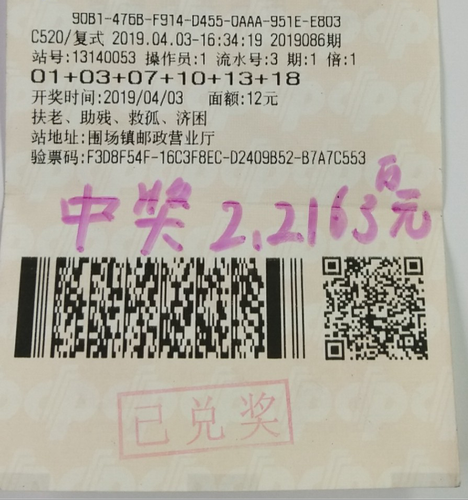 90B1-476B-F914-D455-0AAA-951E-E803
C520/复式 2019.04.03-16:34:19 2019086期
站号:13140053 操作员:1 流水号:3 期:1 倍:1
01+03+07+10+13+18
开奖时间:2019/04/03 面额:12元
扶老、助残、救孤、济困
站地址:围场镇邮政营业厅
验票码:F3D8F54F-16C3F8EC-D2409B52-B7A7C553
中奖 2.2163百元
已兑奖